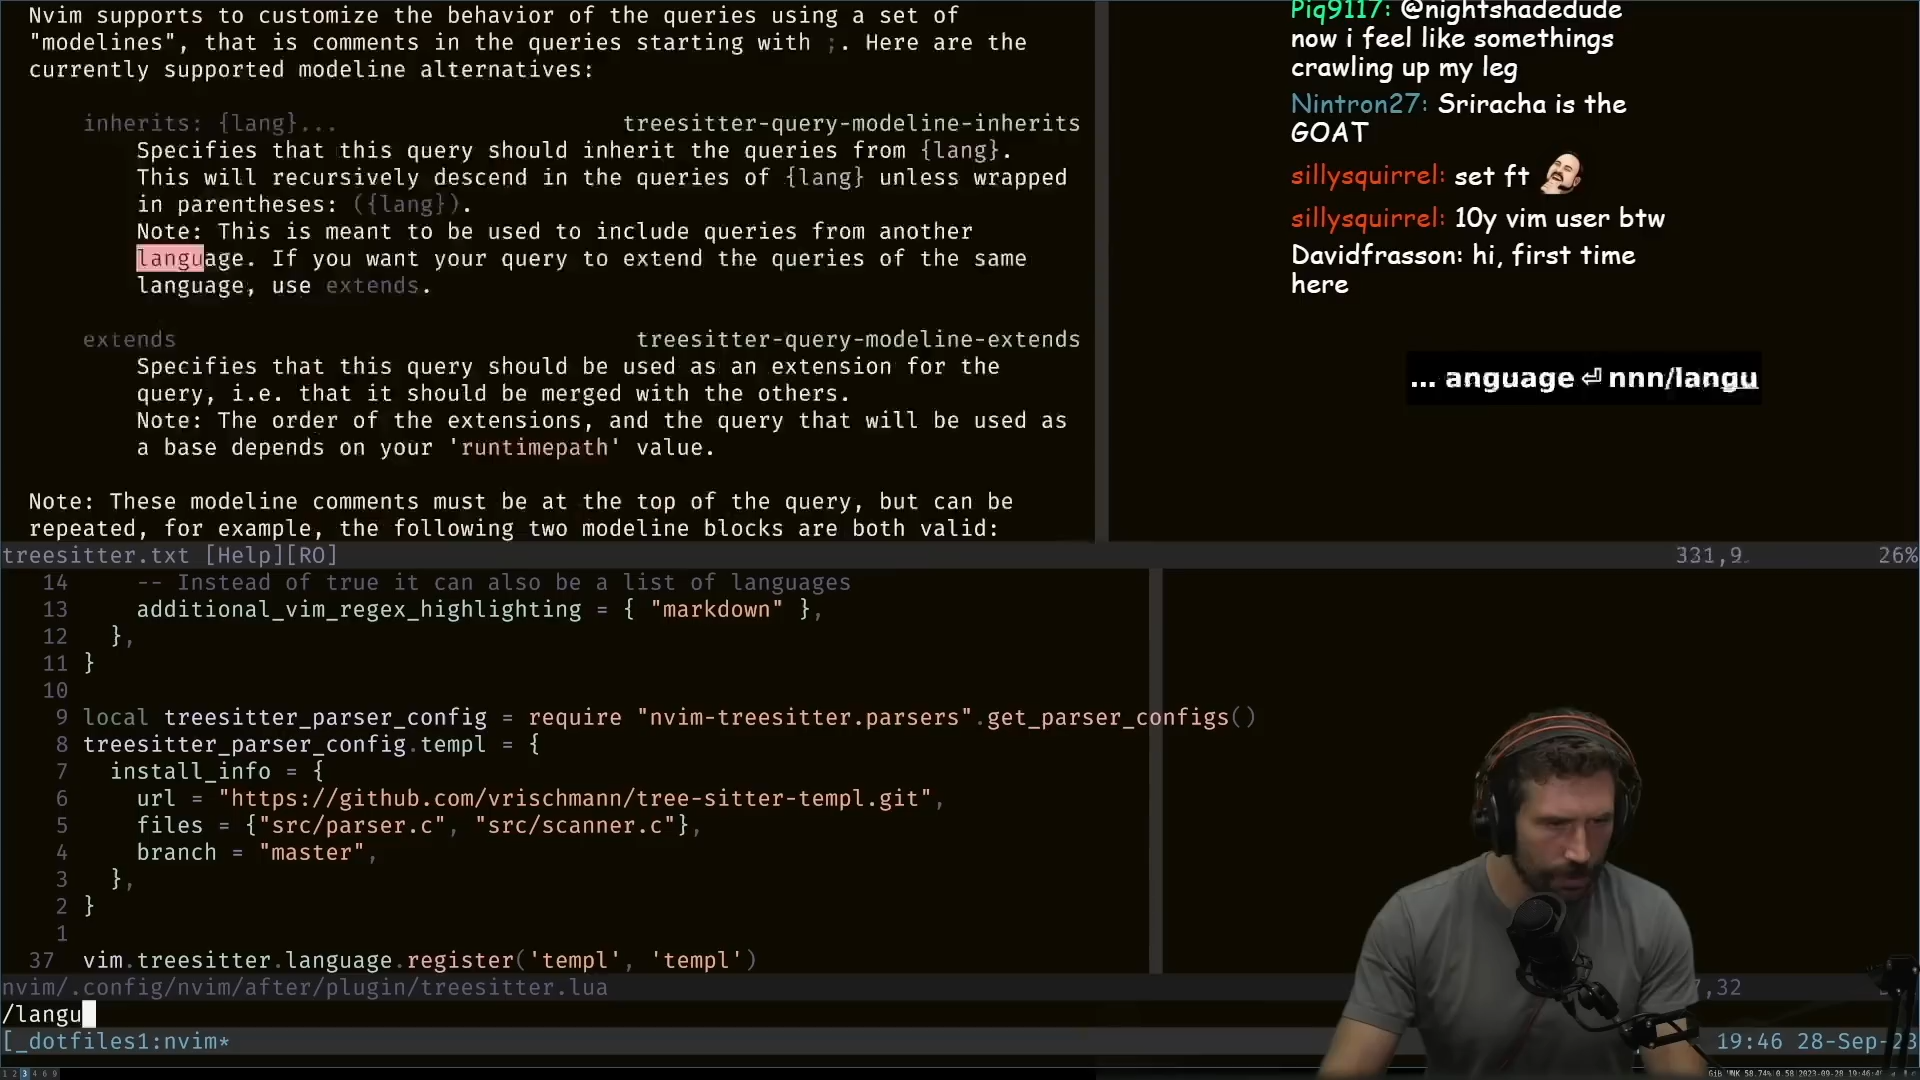 Nvim supports to customize the behavior of the queries using a set of
"modelines", that is comments in the queries starting with ;. Here are the
currently supported modeline alternatives:
inherits: {lang}... treesitter-query-modeline-inherits
Specifies that this query should inherit the queries from {lang}.
This will recursively descend in the queries of {lang} unless wrapped
in parentheses: ({lang}).
Note: This is meant to be used to include queries from another
language. If you want your query to extend the queries of the same
language, use extends.
extends treesitter-query-modeline-extends
Specifies that this query should be used as an extension for the
query, i.e. that it should be merged with the others.
Note: The order of the extensions, and the query that will be used as
a base depends on your 'runtimepath' value.
Note: These modeline comments must be at the top of the query, but can be
repeated, for example, the following two modeline blocks are both valid:
treesitter.txt [Help][RO] 331,9 26%
14 -- Instead of true it can also be a list of languages
13 additional_vim_regex_highlighting = { "markdown" },
12 },
11 }
10
9 local treesitter_parser_config = require "nvim-treesitter.parsers".get_parser_configs()
8 treesitter_parser_config.templ = {
7 install_info = {
6 url = "https://github.com/vrischmann/tree-sitter-templ.git",
5 files = {"src/parser.c", "src/scanner.c"},
4 branch = "master",
3 },
2 }
1
37 vim.treesitter.language.register('templ', 'templ')
nvim/.config/nvim/after/plugin/treesitter.lua ,32
/langu
[_dotfiles1:nvim* 19:46 28-Sep-23
Piq9117: @nightshadedude
now i feel like somethings
crawling up my leg
Nintron27: Sriracha is the
GOAT
sillysquirrel: set ft
sillysquirrel: 10y vim user btw
Davidfrasson: hi, first time
here
... anguage ⏎ nnn/langu